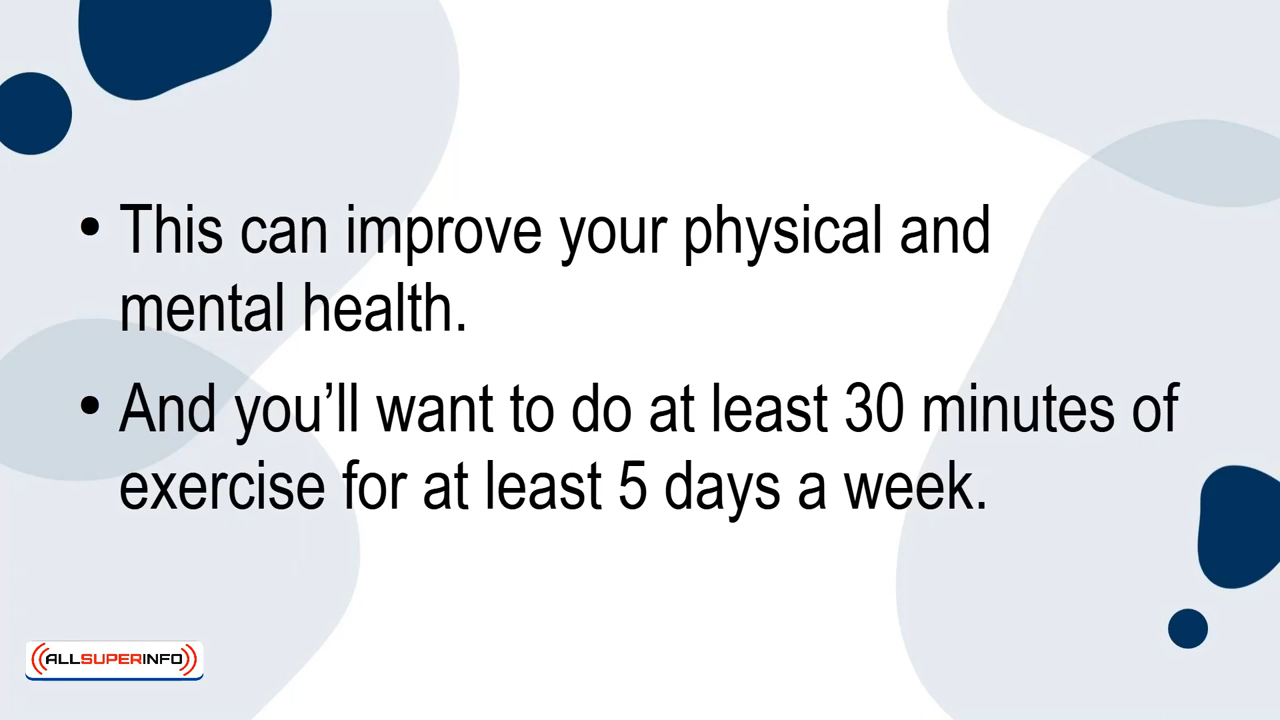 • This can improve your physical and
mental health.
• And you’ll want to do at least 30 minutes of
exercise for at least 5 days a week.
((ALLSUPERINFO))